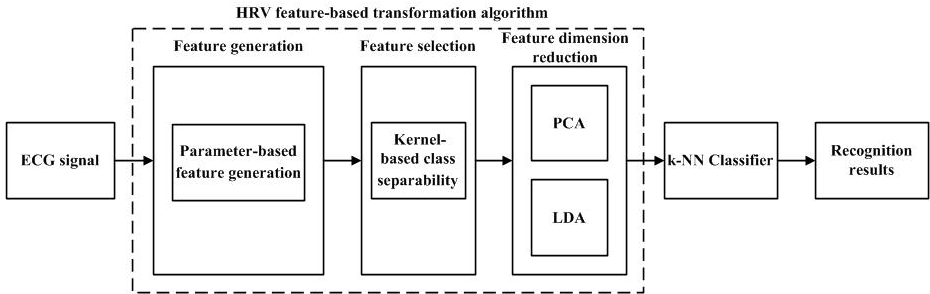 HRV feature-based transformation algorithm
Feature generation
Feature selection
Feature dimension
reduction
ECG signal
Parameter-based
feature generation
Kernel-
based class
separability
PCA
LDA
k-NN Classifier
Recognition
results